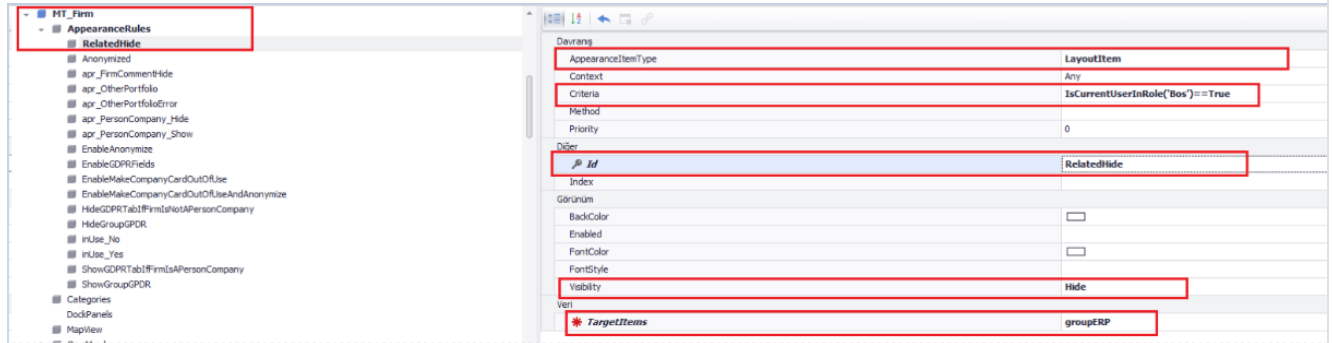 MT_Firm
AppearanceRules
RelatedHide
Anonymized
apr_FirmCommentHide
apr_OtherPortfolio
apr_OtherPortfolioError
apr_PersonCompany_Hide
apr_PersonCompany_Show
EnableAnonymize
EnableGDPRFields
EnableMakeCompanyCardOutOfUse
EnableMakeCompanyCardOutOfUseAndAnonymize
HideGDPRTabIfFirmIsNotAPersonCompany
HideGroupGPDR
inUse_No
inUse_Yes
ShowGDPRTabIfFirmIsAPersonCompany
ShowGroupGPDR
Categories
DockPanels
MapView
Davranış
AppearanceItemType LayoutItem
Context Any
Criteria IsCurrentUserInRole('Bos')==True
Method
Priority 0
Diğer
Id RelatedHide
Index
Görünüm
BackColor
Enabled
FontColor
FontStyle
Visibility Hide
Veri
TargetItems groupERP